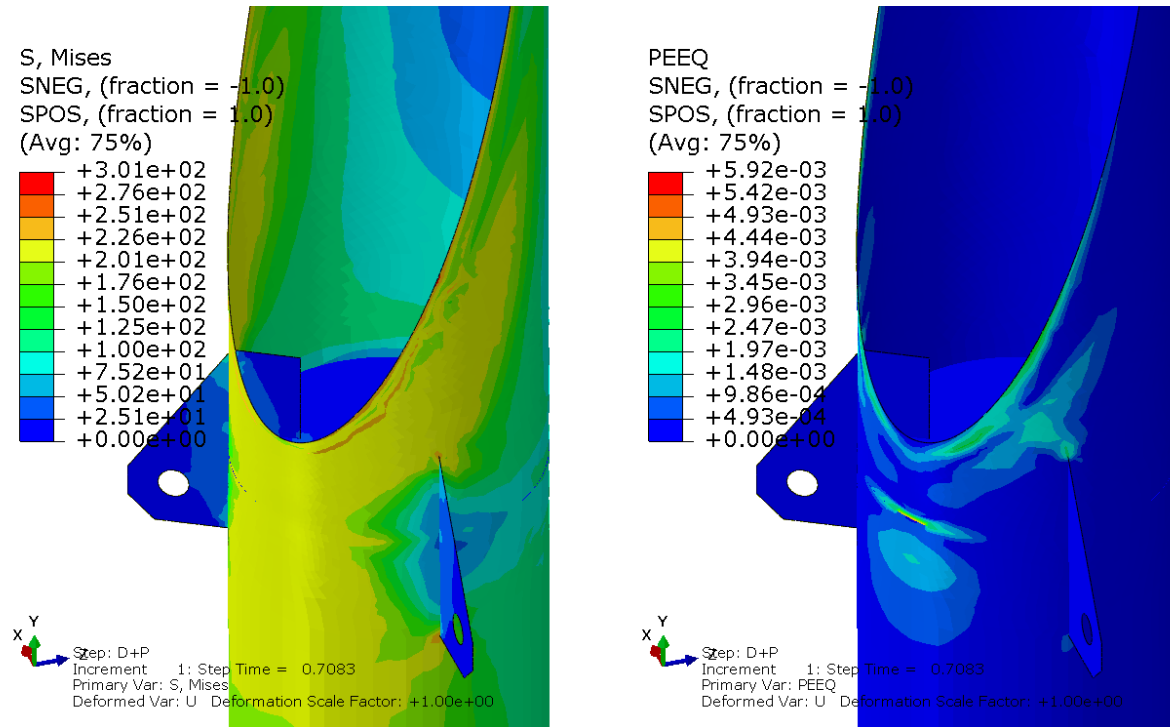 S, Mises
SNEG, (fraction = -1.0)
SPOS, (fraction = 1.0)
(Avg: 75%)
+3.01e+02
+2.76e+02
+2.51e+02
+2.26e+02
+2.01e+02
+1.76e+02
+1.50e+02
+1.25e+02
+1.00e+02
+7.52e+01
+5.02e+01
+2.51e+01
+0.00e+00
Y
X
Z
Step: D+P
Increment 1: Step Time = 0.7083
Primary Var: S, Mises
Deformed Var: U Deformation Scale Factor: +1.00e+00
PEEQ
SNEG, (fraction = -1.0)
SPOS, (fraction = 1.0)
(Avg: 75%)
+5.92e-03
+5.42e-03
+4.93e-03
+4.44e-03
+3.94e-03
+3.45e-03
+2.96e-03
+2.47e-03
+1.97e-03
+1.48e-03
+9.86e-04
+4.93e-04
+0.00e+00
Y
X
Z
Step: D+P
Increment 1: Step Time = 0.7083
Primary Var: PEEQ
Deformed Var: U Deformation Scale Factor: +1.00e+00